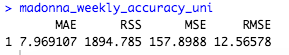 > madonna_weekly_accuracy_uni
MAE RSS MSE RMSE
1 7.969107 1894.785 157.8988 12.56578